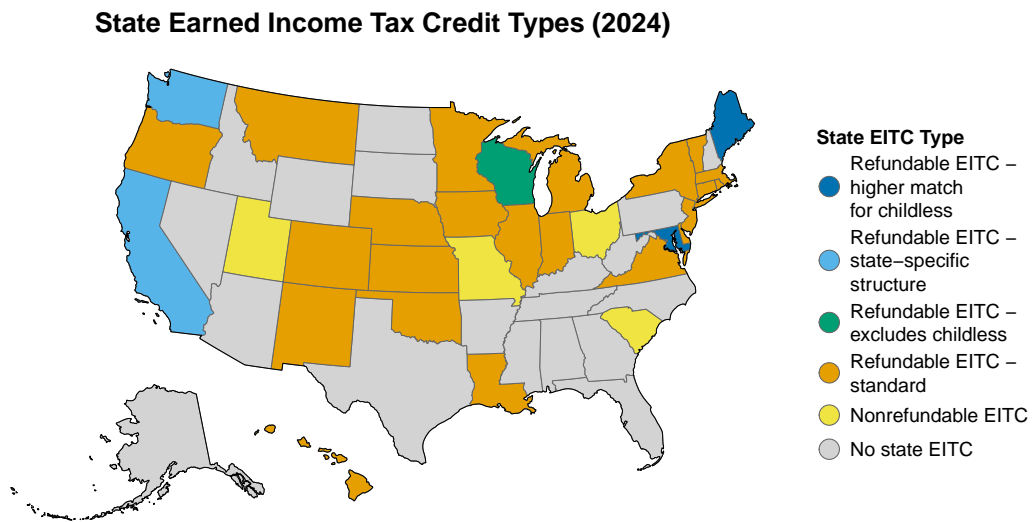 State Earned Income Tax Credit Types (2024)
State EITC Type
Refundable EITC −
higher match
for childless
Refundable EITC −
state−specific
structure
Refundable EITC −
excludes childless
Refundable EITC −
standard
Nonrefundable EITC
No state EITC